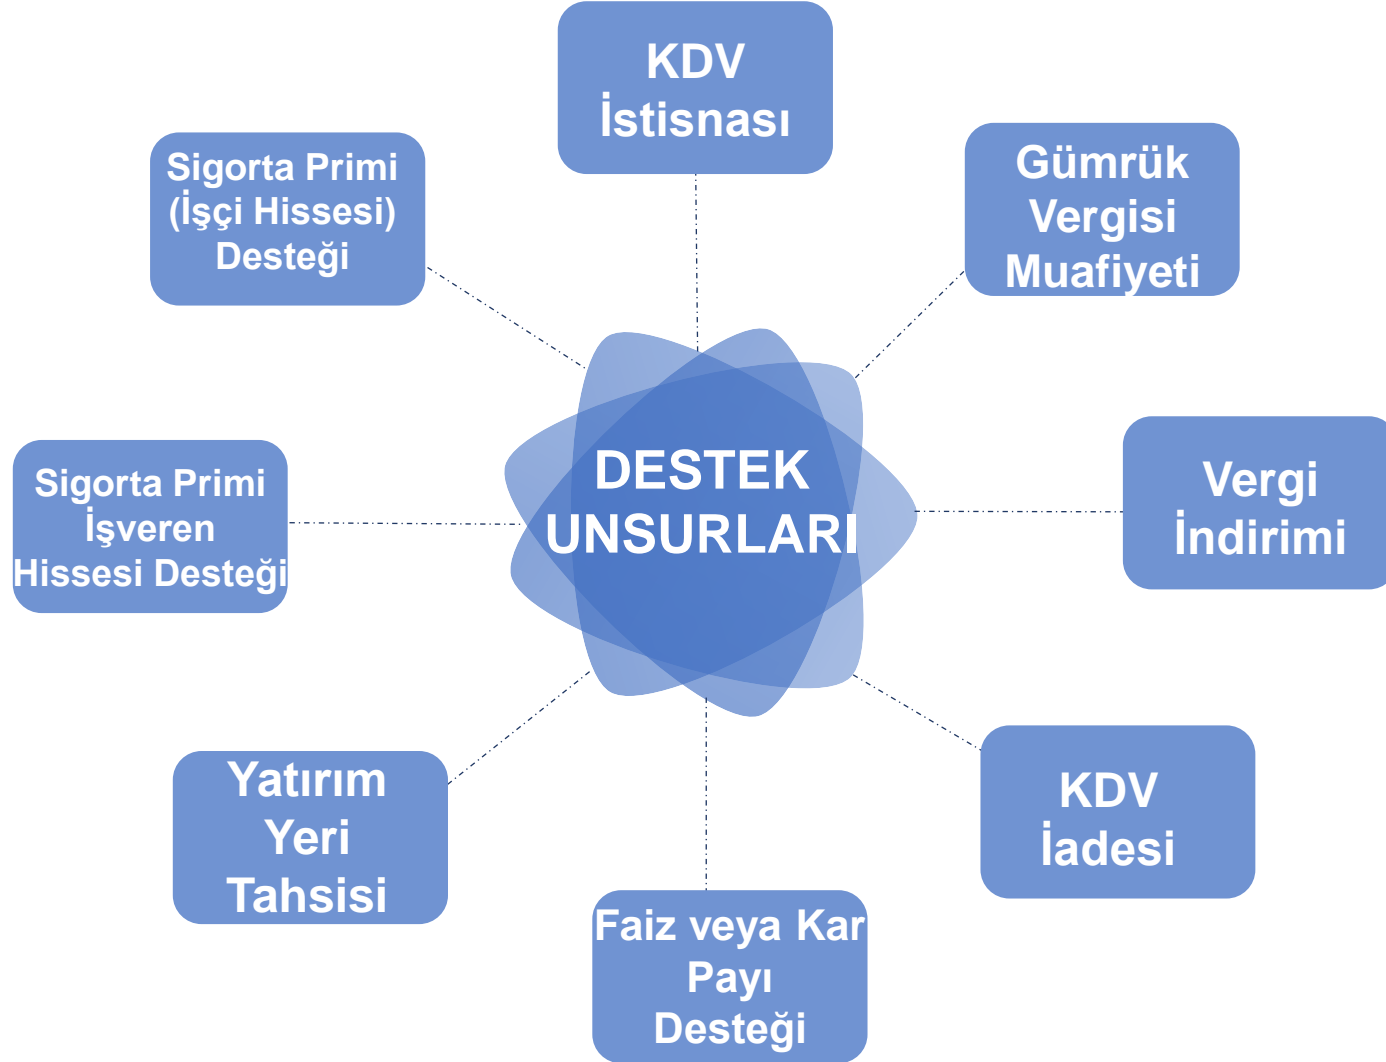 KDV
İstisnası
Sigorta Primi
(İşçi Hissesi)
Desteği
Gümrük
Vergisi
Muafiyeti
DESTEK
UNSURLARI
Sigorta Primi
İşveren
Hissesi Desteği
Vergi
İndirimi
Yatırım
Yeri
Tahsisi
KDV
İadesi
Faiz veya Kar
Payı
Desteği